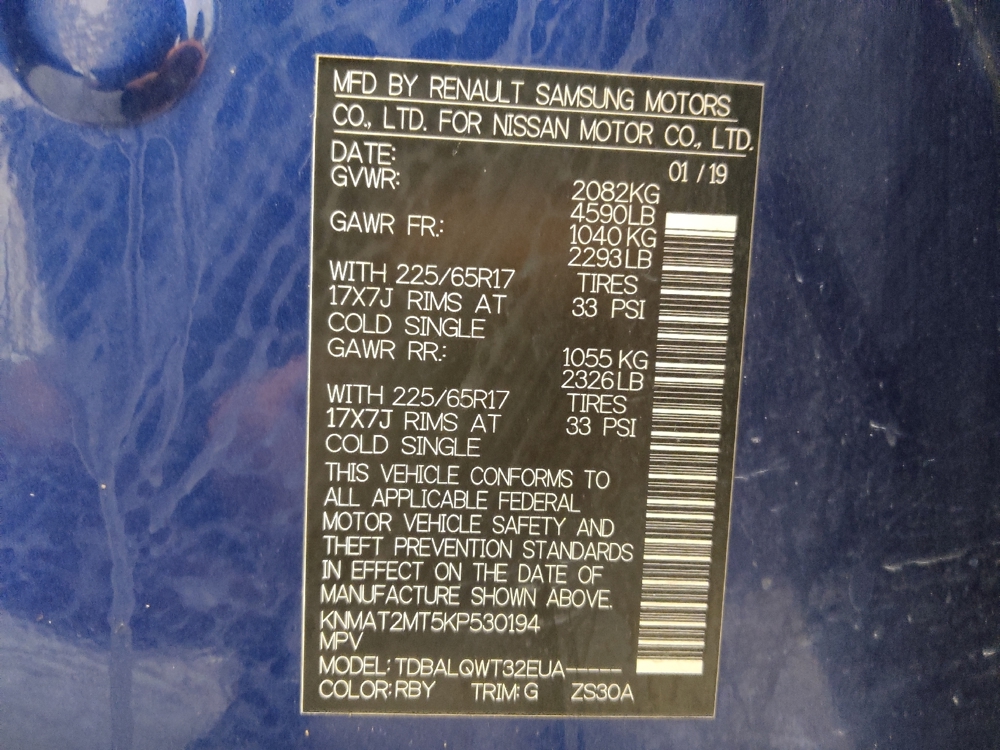 MFD BY RENAULT SAMSUNG MOTORS
CO., LTD. FOR NISSAN MOTOR CO., LTD.
DATE: 01 / 19
GVWR: 2082KG
4590LB
GAWR FR.: 1040 KG
2293LB
WITH 225/65R17 TIRES
17X7J RIMS AT 33 PSI
COLD SINGLE
GAWR RR.: 1055 KG
2326LB
WITH 225/65R17 TIRES
17X7J RIMS AT 33 PSI
COLD SINGLE
THIS VEHICLE CONFORMS TO
ALL APPLICABLE FEDERAL
MOTOR VEHICLE SAFETY AND
THEFT PREVENTION STANDARDS
IN EFFECT ON THE DATE OF
MANUFACTURE SHOWN ABOVE.
KNMAT2MT5KP530194
MPV
MODEL: TDBALQWT32EUA-----
COLOR: RBY TRIM: G ZS30A